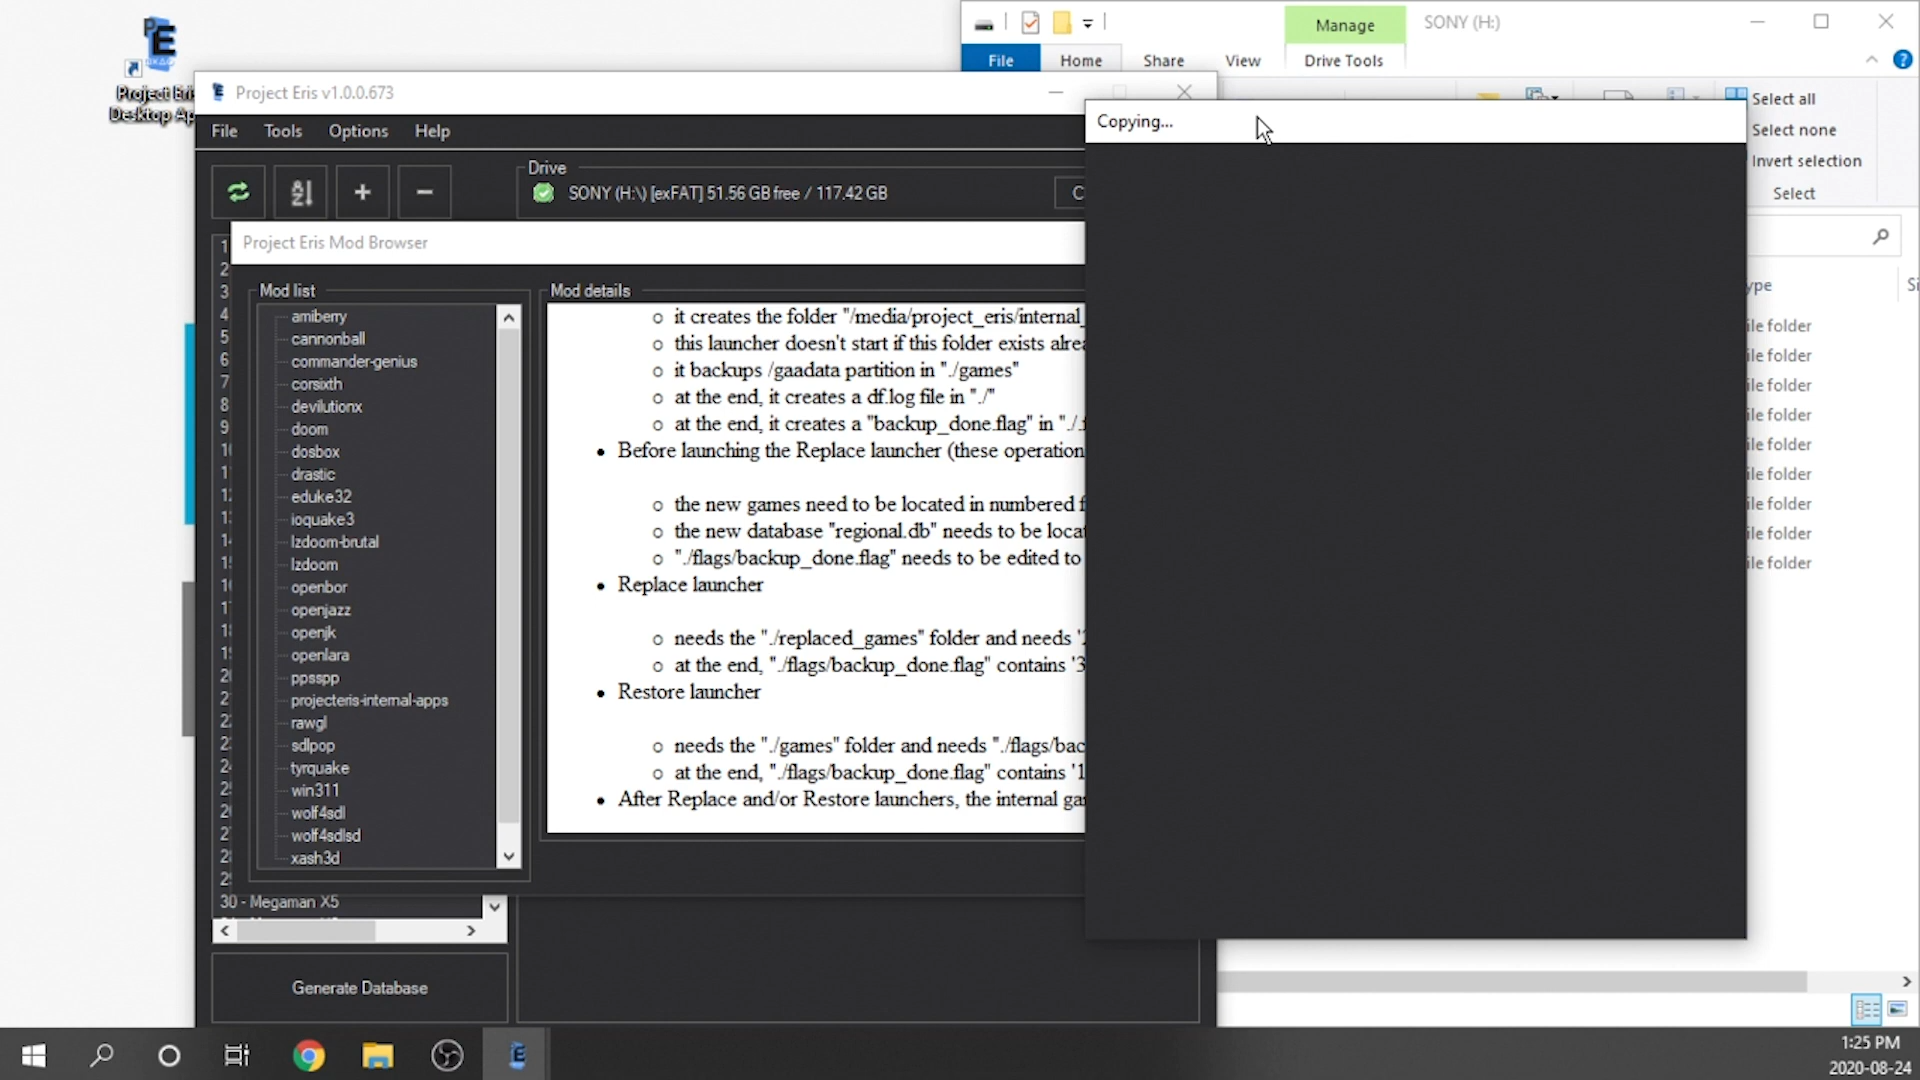 Project Eris
Desktop Ap
Manage
SONY (H:)
File
Home
Share
View
Drive Tools
Select all
Select none
Invert selection
Select
Project Eris v1.0.0.673
File
Tools
Options
Help
Drive
SONY (H:\) [exFAT] 51.56 GB free / 117.42 GB
C
Copying...
Project Eris Mod Browser
Mod list
amiberry
cannonball
commander-genius
corsixth
devilutionx
doom
dosbox
drastic
eduke32
ioquake3
lzdoom-brutal
lzdoom
openbor
openjazz
openjk
openlara
ppsspp
projecteris-internal-apps
rawgl
sdlpop
tyrquake
win311
wolf4sdl
wolf4sdlsd
xash3d
Mod details
it creates the folder "/media/project_eris/internal_
this launcher doesn't start if this folder exists alrea
it backups /gaadata partition in "./games"
at the end, it creates a df.log file in "./"
at the end, it creates a "backup_done.flag" in "./.f
Before launching the Replace launcher (these operation
the new games need to be located in numbered f
the new database "regional.db" needs to be locat
"./flags/backup_done.flag" needs to be edited to
Replace launcher
needs the "./replaced_games" folder and needs '2
at the end, "./flags/backup_done.flag" contains '3
Restore launcher
needs the "./games" folder and needs "./flags/bac
at the end, "./flags/backup_done.flag" contains '1
After Replace and/or Restore launchers, the internal ga
30 - Megaman X5
Generate Database
ype
Si
ile folder
ile folder
ile folder
ile folder
ile folder
ile folder
ile folder
ile folder
ile folder
1:25 PM
2020-08-24